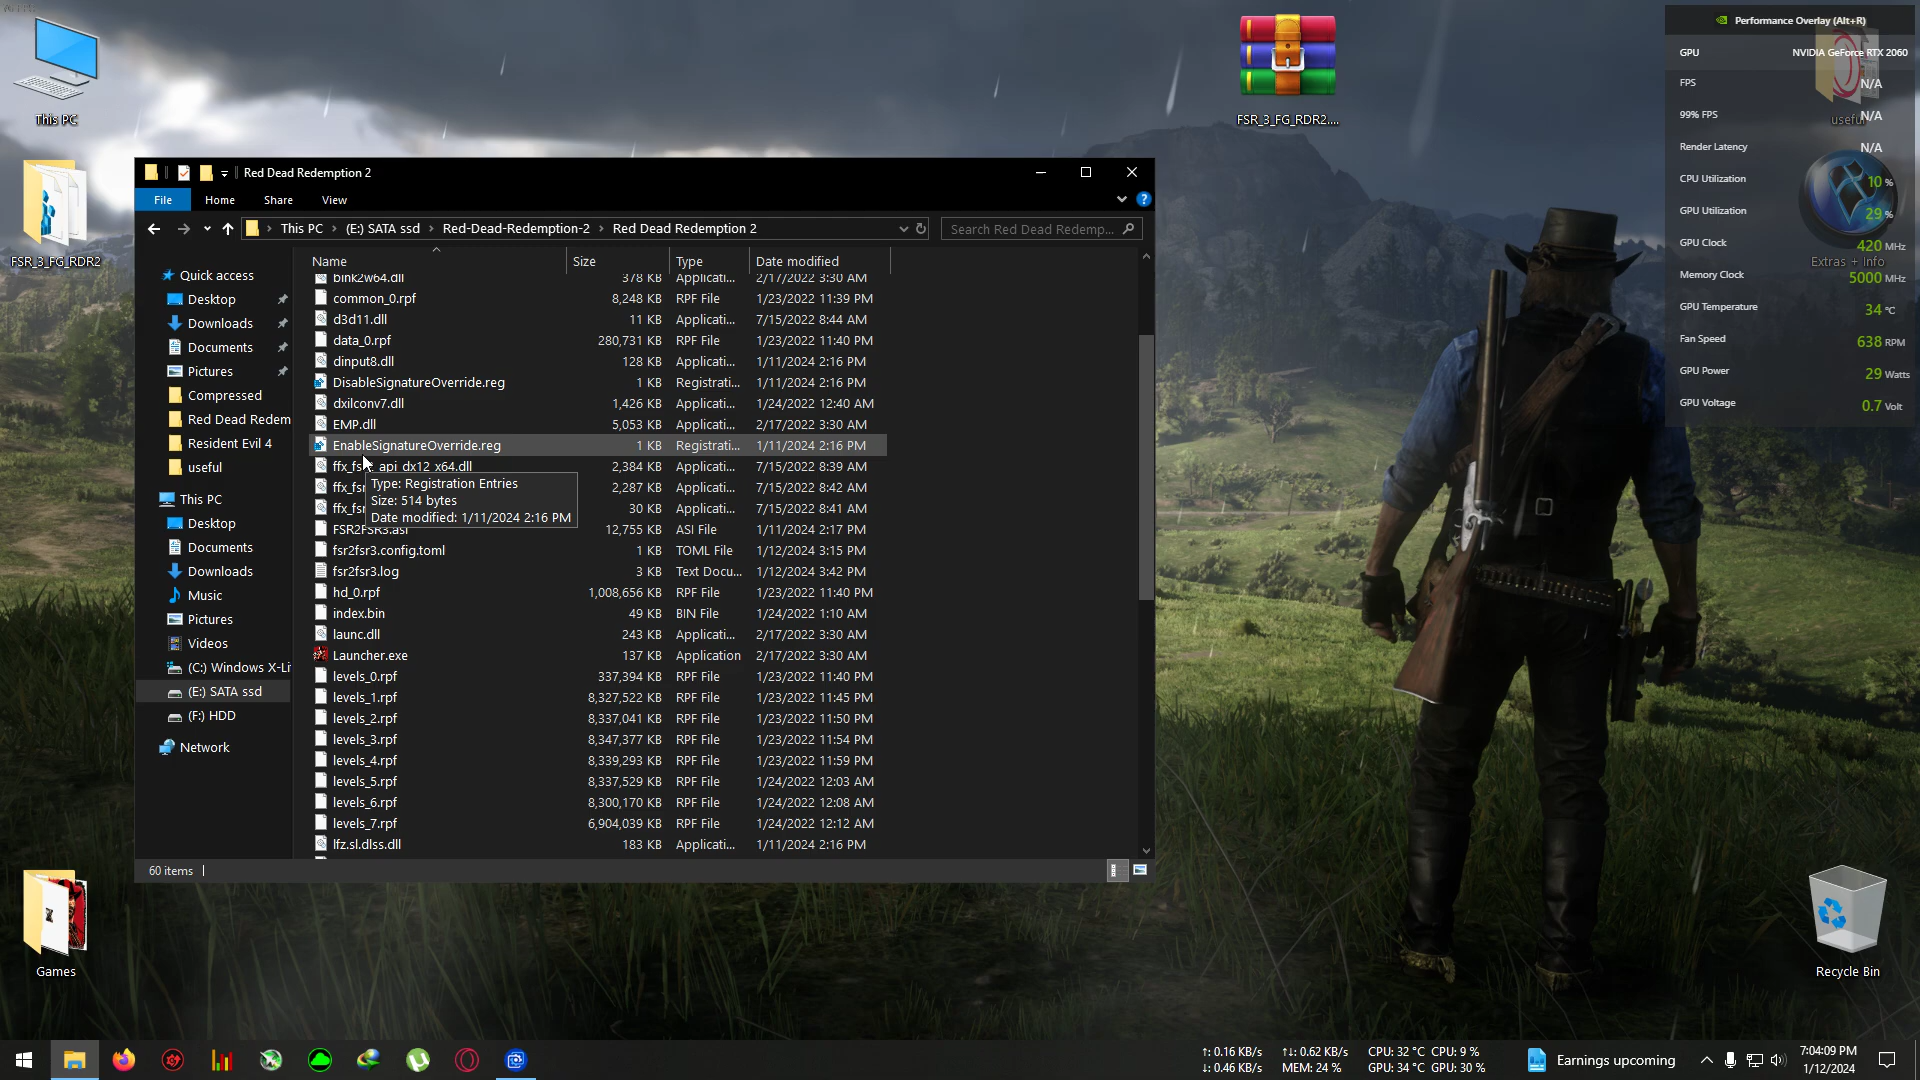 This PC
FSR_3_FG_RDR2
Games
FSR_3_FG_RDR2....
useful
Extras + Info
Recycle Bin
Performance Overlay (Alt+R)
GPU NVIDIA GeForce RTX 2060
FPS N/A
99% FPS N/A
Render Latency N/A
CPU Utilization 10 %
GPU Utilization 29 %
GPU Clock 420 MHz
Memory Clock 5000 MHz
GPU Temperature 34 °C
Fan Speed 638 RPM
GPU Power 29 Watts
GPU Voltage 0.7 Volt
Red Dead Redemption 2
File Home Share View
This PC (E:) SATA ssd Red-Dead-Redemption-2 Red Dead Redemption 2
Search Red Dead Redemp...
Quick access
Desktop
Downloads
Documents
Pictures
Compressed
Red Dead Redem
Resident Evil 4
useful
This PC
Desktop
Documents
Downloads
Music
Pictures
Videos
(C:) Windows X-Li
(E:) SATA ssd
(F:) HDD
Network
Name Size Type Date modified
bink2w64.dll 378 KB Applicati... 2/17/2022 3:30 AM
common_0.rpf 8,248 KB RPF File 1/23/2022 11:39 PM
d3d11.dll 11 KB Applicati... 7/15/2022 8:44 AM
data_0.rpf 280,731 KB RPF File 1/23/2022 11:40 PM
dinput8.dll 128 KB Applicati... 1/11/2024 2:16 PM
DisableSignatureOverride.reg 1 KB Registrati... 1/11/2024 2:16 PM
dxilconv7.dll 1,426 KB Applicati... 1/24/2022 12:40 AM
EMP.dll 5,053 KB Applicati... 2/17/2022 3:30 AM
EnableSignatureOverride.reg 1 KB Registrati... 1/11/2024 2:16 PM
api_dx12_x64.dll 2,384 KB Applicati... 7/15/2022 8:39 AM
ffx_fsr 2,287 KB Applicati... 7/15/2022 8:42 AM
ffx_fsr 30 KB Applicati... 7/15/2022 8:41 AM
Type: Registration Entries
Size: 514 bytes
Date modified: 1/11/2024 2:16 PM
FSR2FSR3.asi 12,755 KB ASI File 1/11/2024 2:17 PM
fsr2fsr3.config.toml 1 KB TOML File 1/12/2024 3:15 PM
fsr2fsr3.log 3 KB Text Docu... 1/12/2024 3:42 PM
hd_0.rpf 1,008,656 KB RPF File 1/23/2022 11:40 PM
index.bin 49 KB BIN File 1/24/2022 1:10 AM
launc.dll 243 KB Applicati... 2/17/2022 3:30 AM
Launcher.exe 137 KB Application 2/17/2022 3:30 AM
levels_0.rpf 337,394 KB RPF File 1/23/2022 11:40 PM
levels_1.rpf 8,327,522 KB RPF File 1/23/2022 11:45 PM
levels_2.rpf 8,337,041 KB RPF File 1/23/2022 11:50 PM
levels_3.rpf 8,347,377 KB RPF File 1/23/2022 11:54 PM
levels_4.rpf 8,339,293 KB RPF File 1/23/2022 11:59 PM
levels_5.rpf 8,337,529 KB RPF File 1/24/2022 12:03 AM
levels_6.rpf 8,300,170 KB RPF File 1/24/2022 12:08 AM
levels_7.rpf 6,904,039 KB RPF File 1/24/2022 12:12 AM
lfz.sl.dlss.dll 183 KB Applicati... 1/11/2024 2:16 PM
60 items
↑: 0.16 KB/s ↑↓: 0.62 KB/s CPU: 32 °C CPU: 9 %
↓: 0.46 KB/s MEM: 24 % GPU: 34 °C GPU: 30 %
Earnings upcoming
7:04:09 PM
1/12/2024